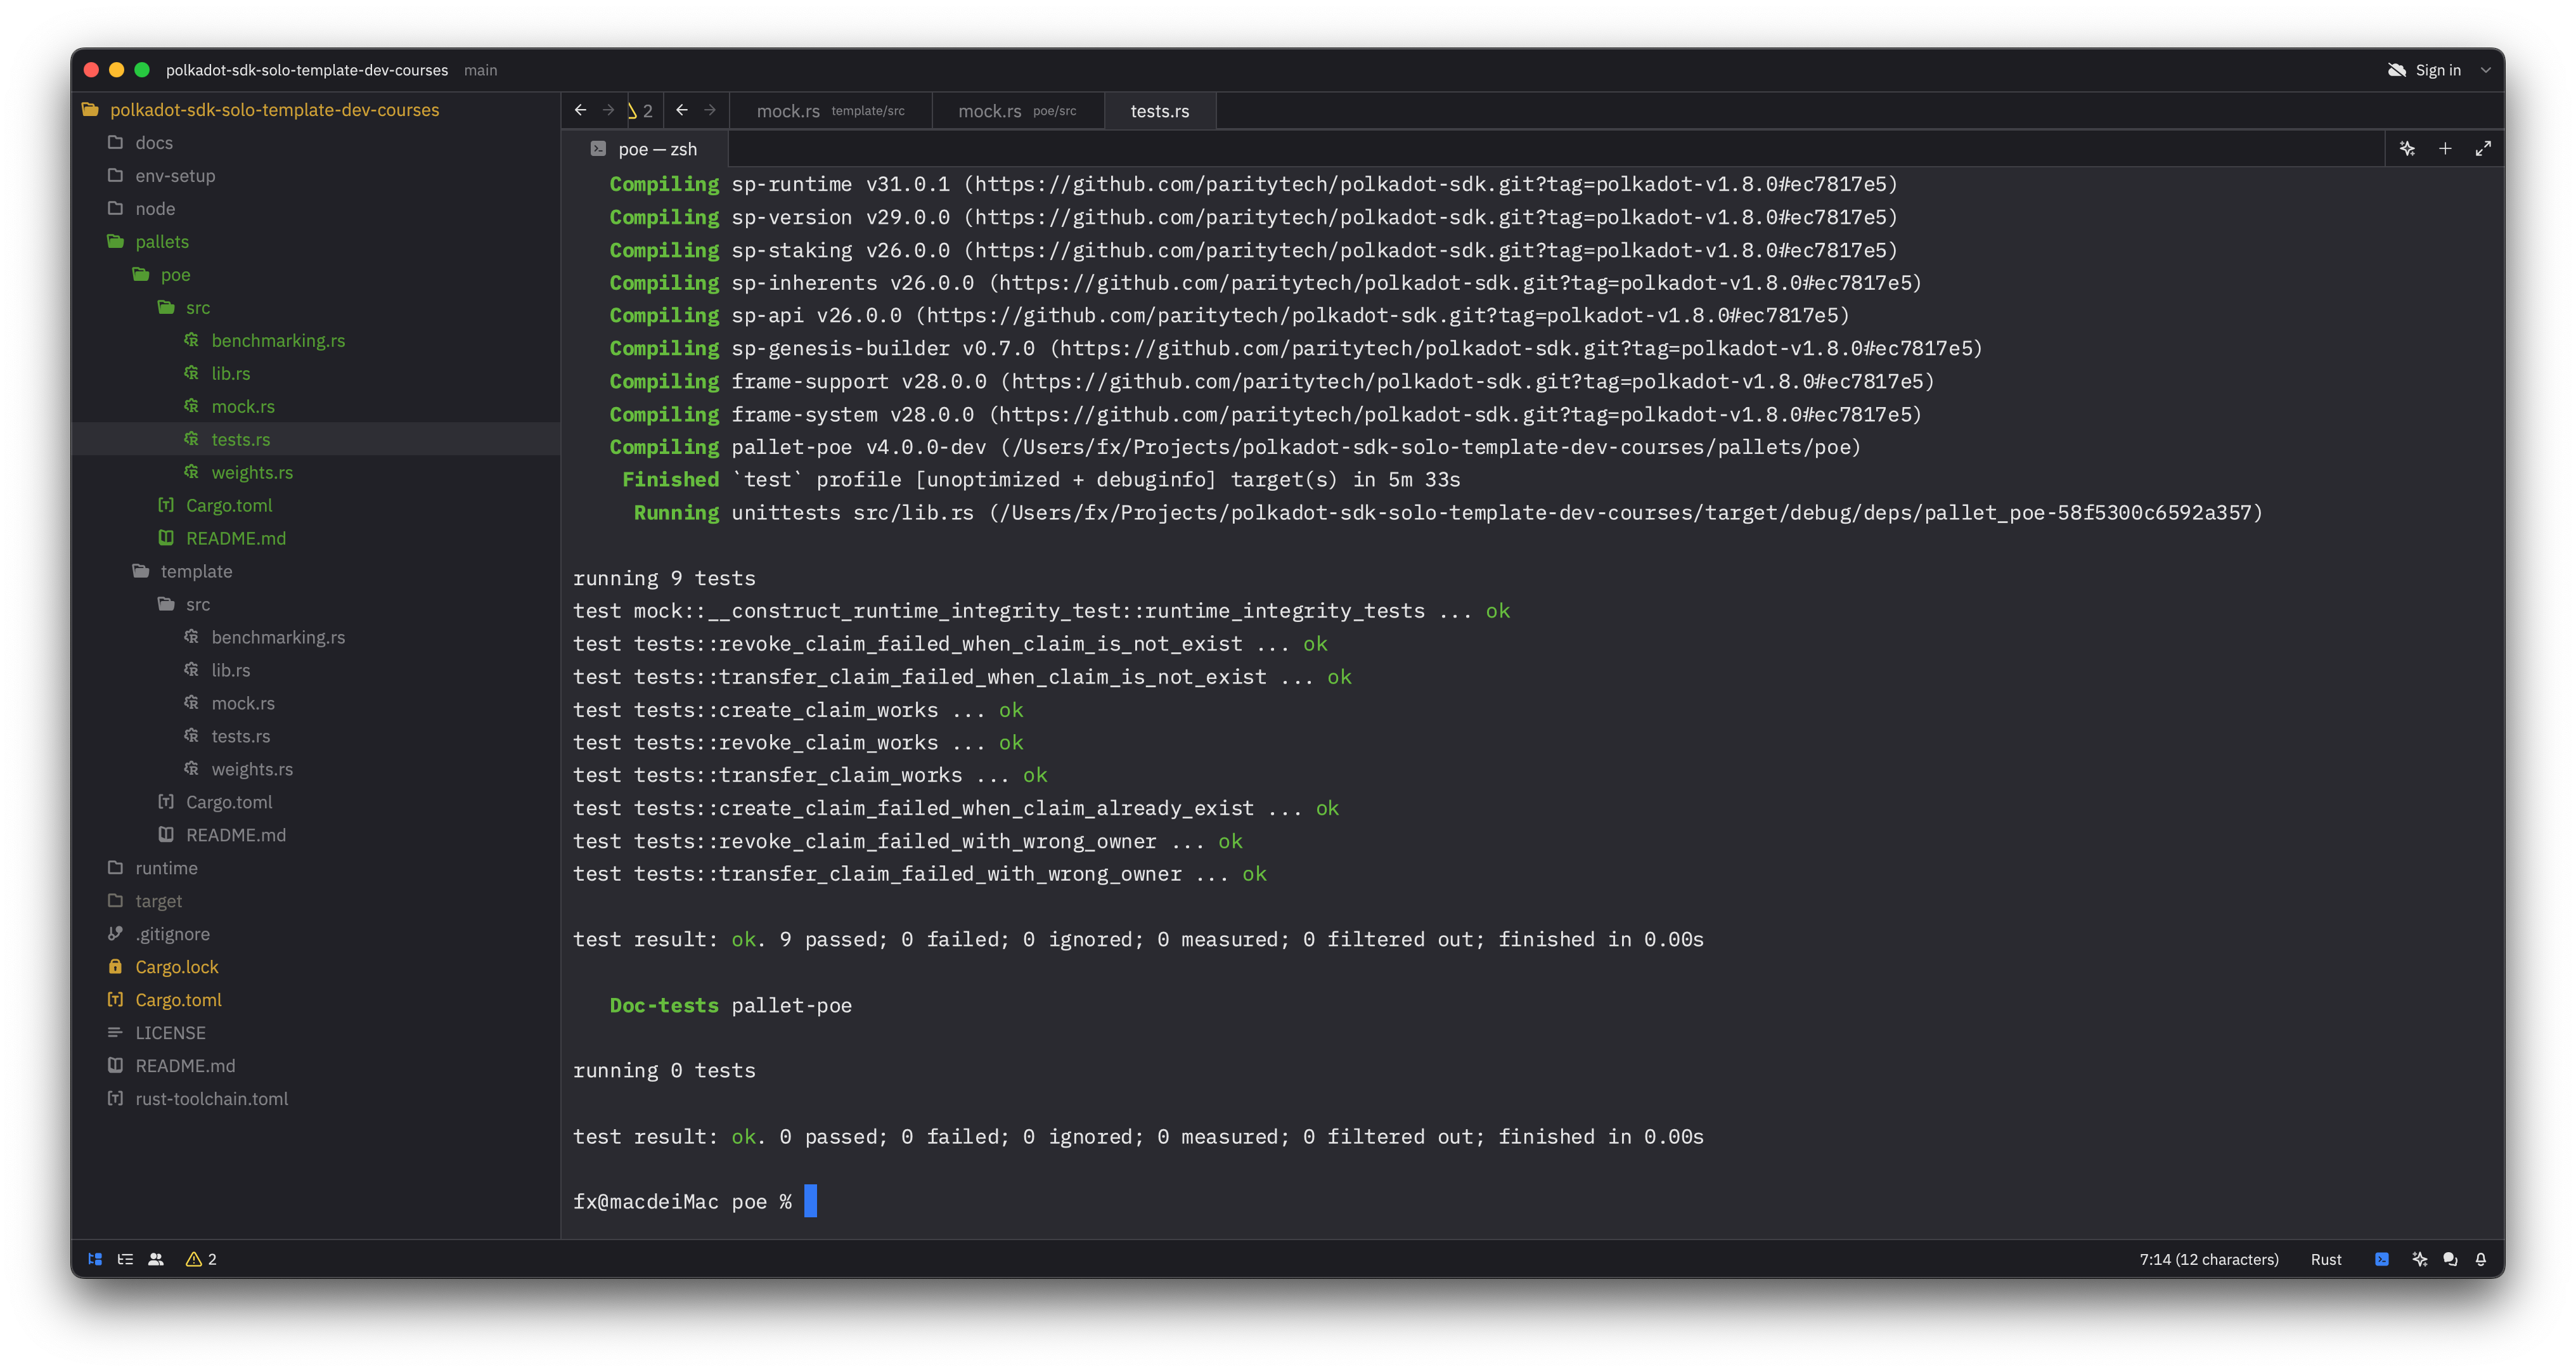 polkadot-sdk-solo-template-dev-courses main
Sign in
polkadot-sdk-solo-template-dev-courses
docs
env-setup
node
pallets
poe
src
benchmarking.rs
lib.rs
mock.rs
tests.rs
weights.rs
Cargo.toml
README.md
template
src
benchmarking.rs
lib.rs
mock.rs
tests.rs
weights.rs
Cargo.toml
README.md
runtime
target
.gitignore
Cargo.lock
Cargo.toml
LICENSE
README.md
rust-toolchain.toml
2
mock.rs template/src
mock.rs poe/src
tests.rs
poe — zsh
Compiling sp-runtime v31.0.1 (https://github.com/paritytech/polkadot-sdk.git?tag=polkadot-v1.8.0#ec7817e5)
Compiling sp-version v29.0.0 (https://github.com/paritytech/polkadot-sdk.git?tag=polkadot-v1.8.0#ec7817e5)
Compiling sp-staking v26.0.0 (https://github.com/paritytech/polkadot-sdk.git?tag=polkadot-v1.8.0#ec7817e5)
Compiling sp-inherents v26.0.0 (https://github.com/paritytech/polkadot-sdk.git?tag=polkadot-v1.8.0#ec7817e5)
Compiling sp-api v26.0.0 (https://github.com/paritytech/polkadot-sdk.git?tag=polkadot-v1.8.0#ec7817e5)
Compiling sp-genesis-builder v0.7.0 (https://github.com/paritytech/polkadot-sdk.git?tag=polkadot-v1.8.0#ec7817e5)
Compiling frame-support v28.0.0 (https://github.com/paritytech/polkadot-sdk.git?tag=polkadot-v1.8.0#ec7817e5)
Compiling frame-system v28.0.0 (https://github.com/paritytech/polkadot-sdk.git?tag=polkadot-v1.8.0#ec7817e5)
Compiling pallet-poe v4.0.0-dev (/Users/fx/Projects/polkadot-sdk-solo-template-dev-courses/pallets/poe)
Finished `test` profile [unoptimized + debuginfo] target(s) in 5m 33s
Running unittests src/lib.rs (/Users/fx/Projects/polkadot-sdk-solo-template-dev-courses/target/debug/deps/pallet_poe-58f5300c6592a357)
running 9 tests
test mock::__construct_runtime_integrity_test::runtime_integrity_tests ... ok
test tests::revoke_claim_failed_when_claim_is_not_exist ... ok
test tests::transfer_claim_failed_when_claim_is_not_exist ... ok
test tests::create_claim_works ... ok
test tests::revoke_claim_works ... ok
test tests::transfer_claim_works ... ok
test tests::create_claim_failed_when_claim_already_exist ... ok
test tests::revoke_claim_failed_with_wrong_owner ... ok
test tests::transfer_claim_failed_with_wrong_owner ... ok
test result: ok. 9 passed; 0 failed; 0 ignored; 0 measured; 0 filtered out; finished in 0.00s
Doc-tests pallet-poe
running 0 tests
test result: ok. 0 passed; 0 failed; 0 ignored; 0 measured; 0 filtered out; finished in 0.00s
fx@macdeiMac poe %
2
7:14 (12 characters)
Rust